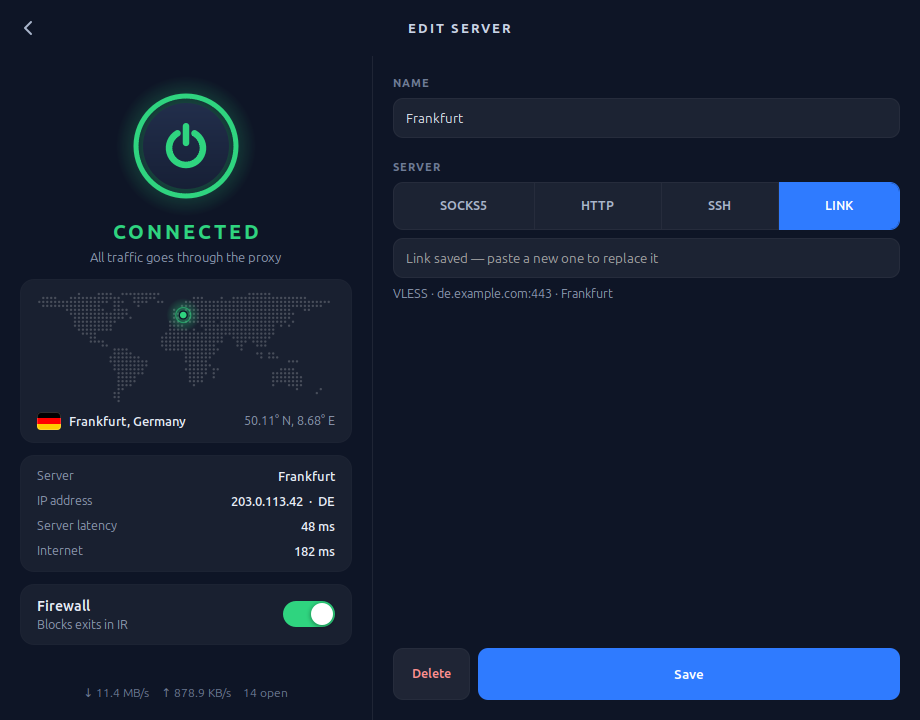 EDIT SERVER
CONNECTED
All traffic goes through the proxy
Frankfurt, Germany
50.11° N, 8.68° E
Server
Frankfurt
IP address
203.0.113.42 · DE
Server latency
48 ms
Internet
182 ms
Firewall
Blocks exits in IR
↓ 11.4 MB/s ↑ 878.9 KB/s 14 open
NAME
Frankfurt
SERVER
SOCKS5
HTTP
SSH
LINK
Link saved — paste a new one to replace it
VLESS · de.example.com:443 · Frankfurt
Delete
Save